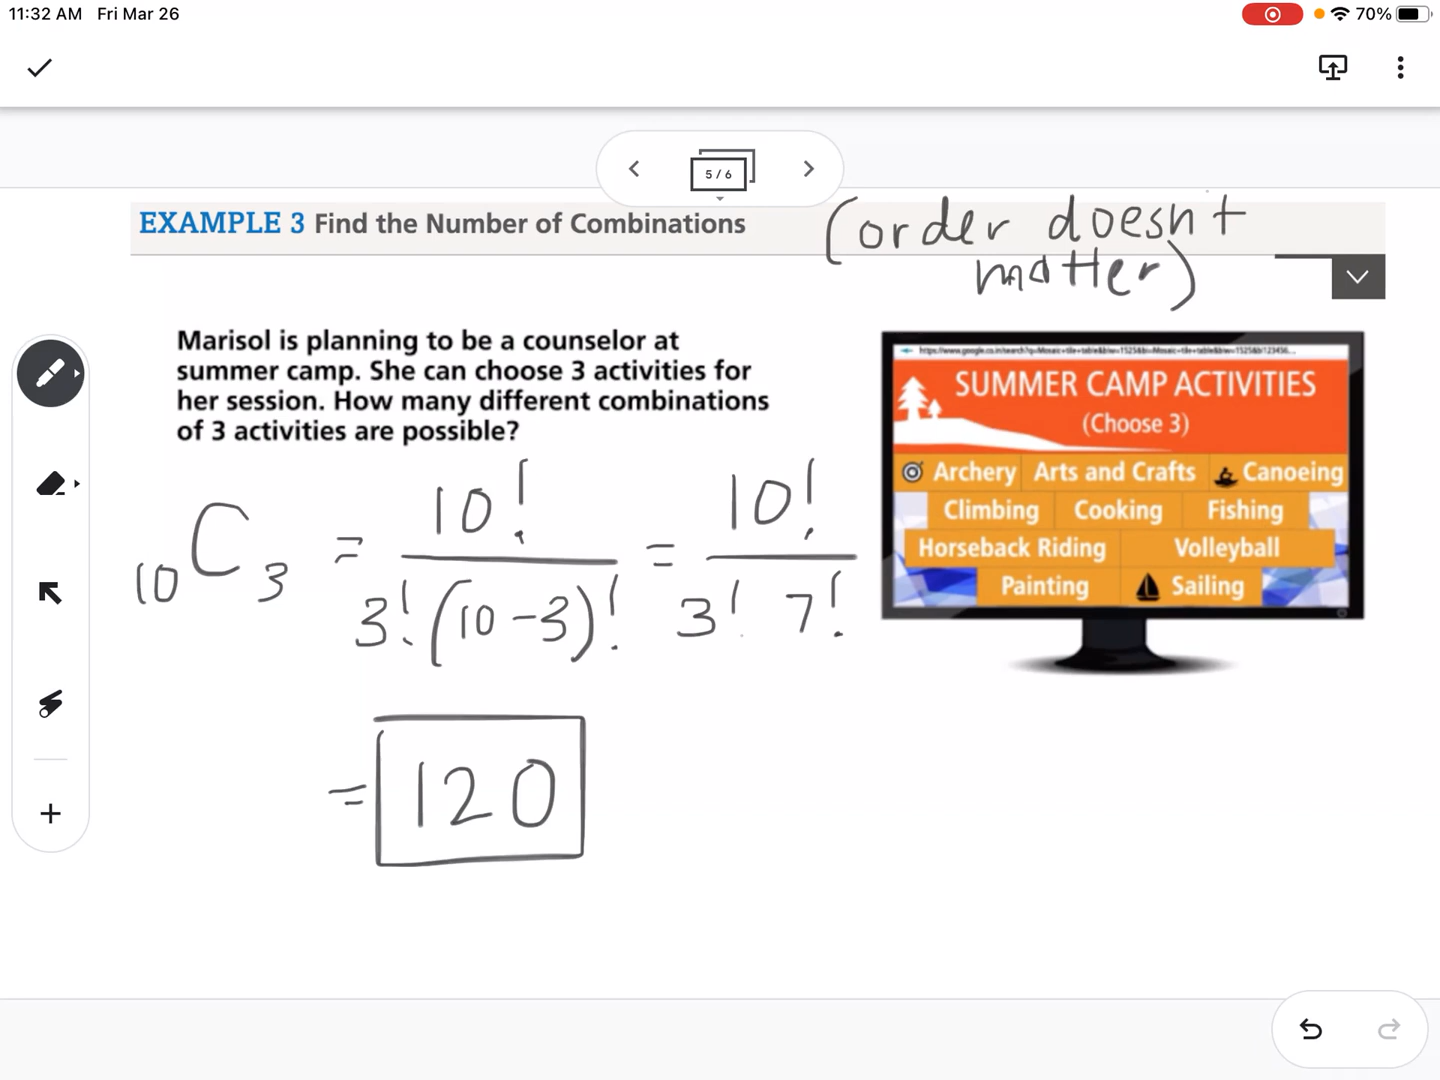 11:32 AM Fri Mar 26
70%
5 / 6
EXAMPLE 3 Find the Number of Combinations
(order doesnt
matter)
Marisol is planning to be a counselor at
summer camp. She can choose 3 activities for
her session. How many different combinations
of 3 activities are possible?
10C3 = 10! / 3!(10-3)! = 10! / 3! 7!
= 120
SUMMER CAMP ACTIVITIES
(Choose 3)
Archery Arts and Crafts Canoeing
Climbing Cooking Fishing
Horseback Riding Volleyball
Painting Sailing